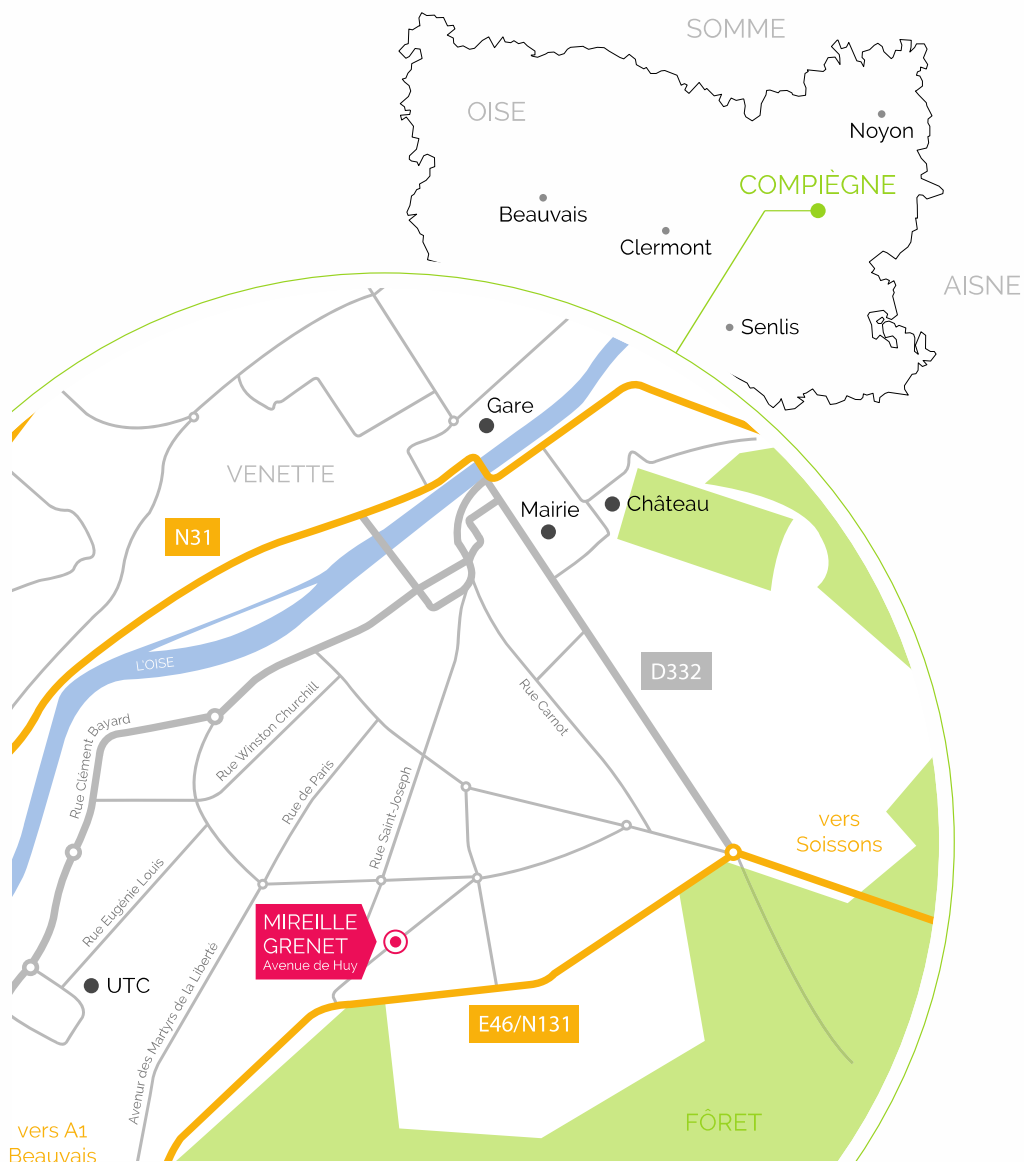 SOMME
OISE
Noyon
COMPIÈGNE
Beauvais
Clermont
AISNE
Senlis
Gare
VENETTE
Mairie
Château
N31
L'OISE
D332
Rue Carnot
Rue Clément Bayard
Rue Winston Churchill
Rue de Paris
Rue Saint-Joseph
vers
Soissons
Rue Eugénie Louis
MIREILLE
GRENET
Avenue de Huy
Avenur des Martyrs de la Liberté
UTC
E46/N131
FÔRET
vers A1
Beauvais